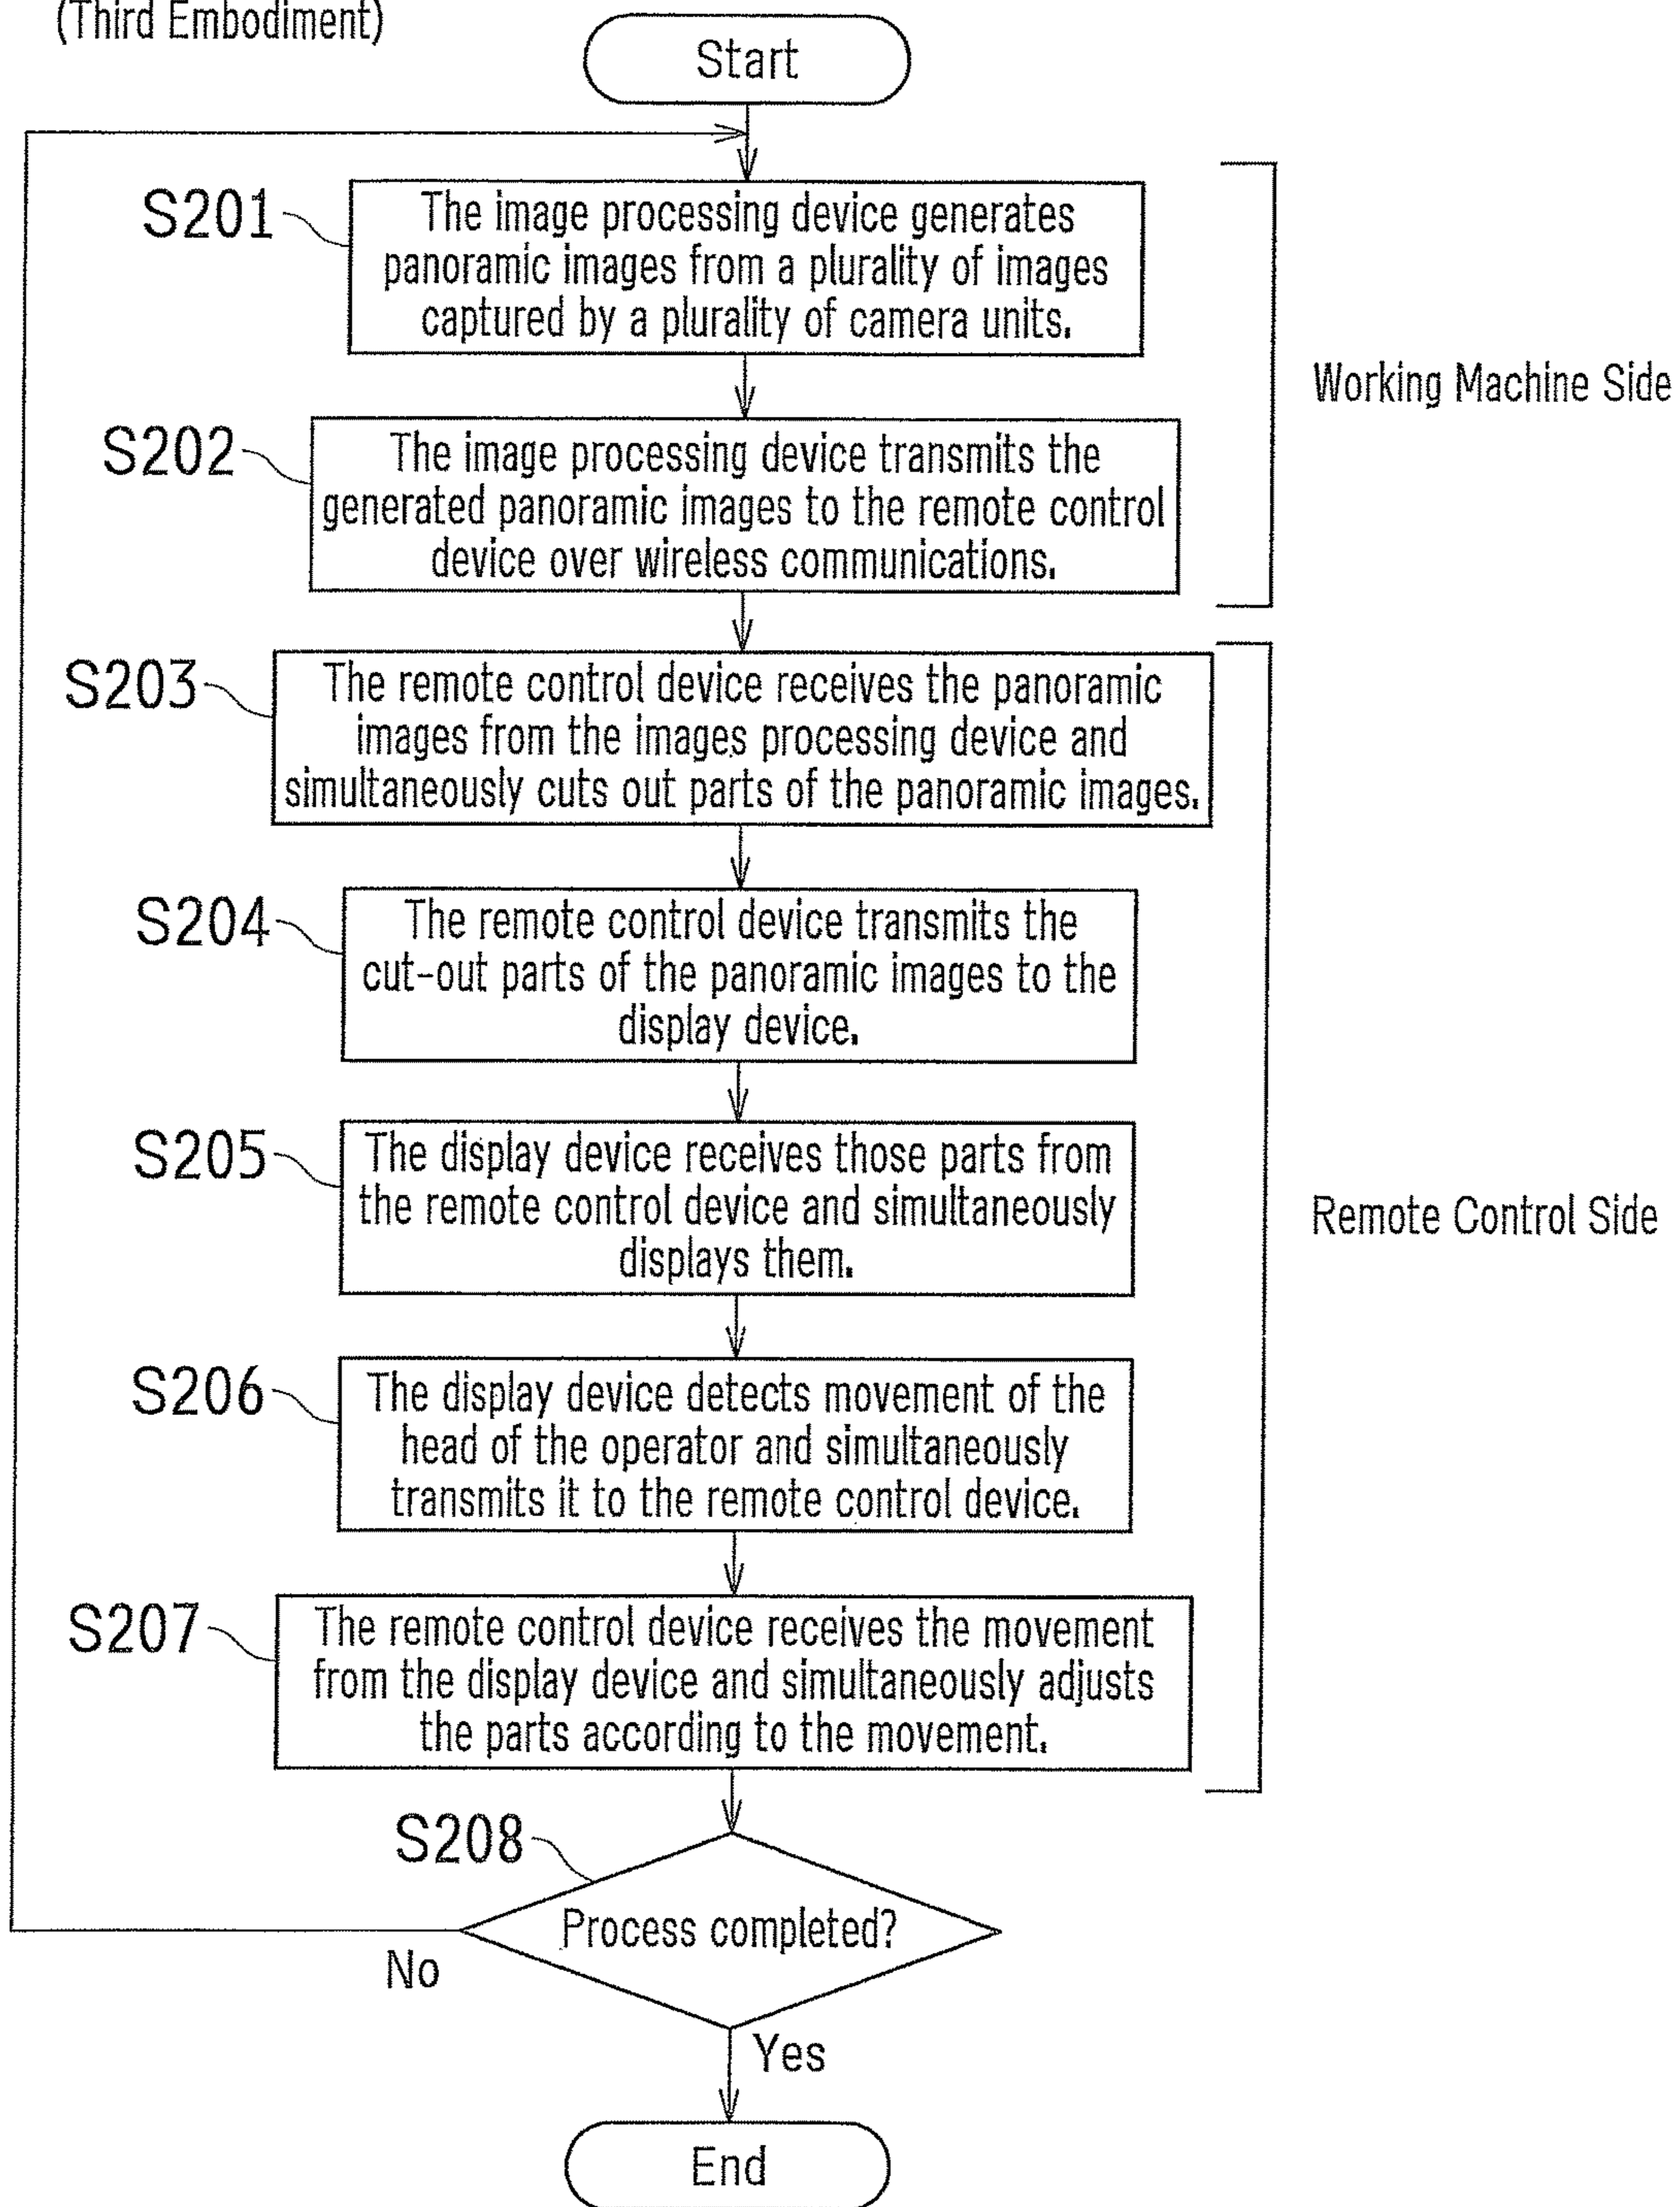 (Third Embodiment)
Start
S201
The image processing device generates
panoramic images from a plurality of images
captured by a plurality of camera units.
Working Machine Side
S202
The image processing device transmits the
generated panoramic images to the remote control
device over wireless communications.
S203
The remote control device receives the panoramic
images from the images processing device and
simultaneously cuts out parts of the panoramic images.
S204
The remote control device transmits the
cut-out parts of the panoramic images to the
display device.
S205
The display device receives those parts from
the remote control device and simultaneously
displays them.
Remote Control Side
S206
The display device detects movement of the
head of the operator and simultaneously
transmits it to the remote control device.
S207
The remote control device receives the movement
from the display device and simultaneously adjusts
the parts according to the movement.
S208
Process completed?
No
Yes
End